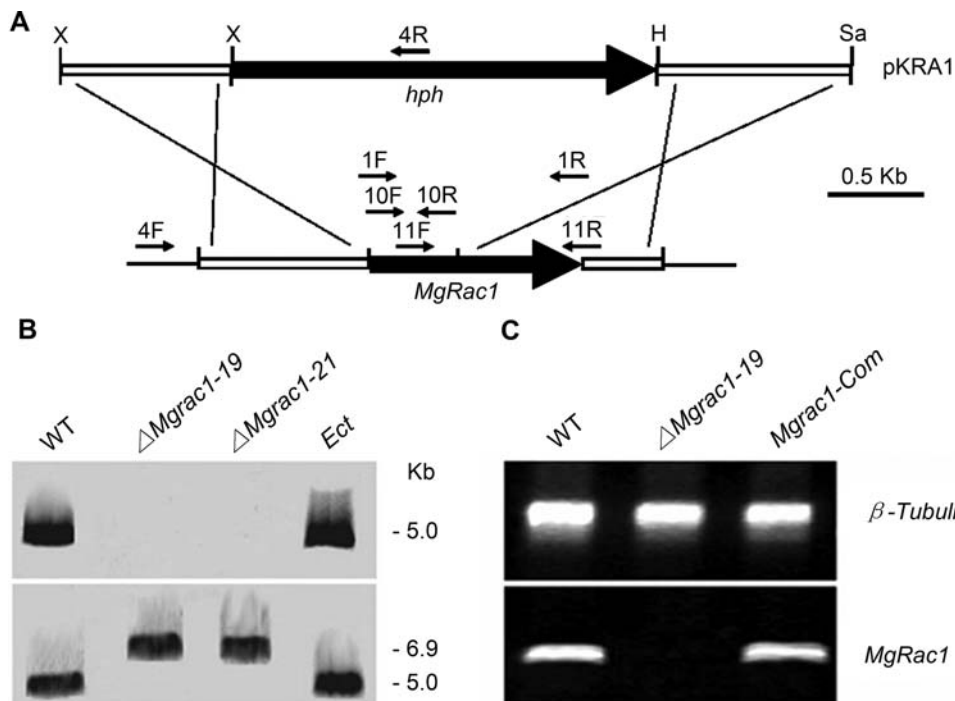 A
X X 4R H Sa
hph
pKRA1
1F 1R
0.5 Kb
10F 10R
4F 11F 11R
MgRac1
B
WT △Mgrac1-19 △Mgrac1-21 Ect
Kb
- 5.0
- 6.9
- 5.0
C
WT △Mgrac1-19 Mgrac1-Com
β-Tubuli
MgRac1